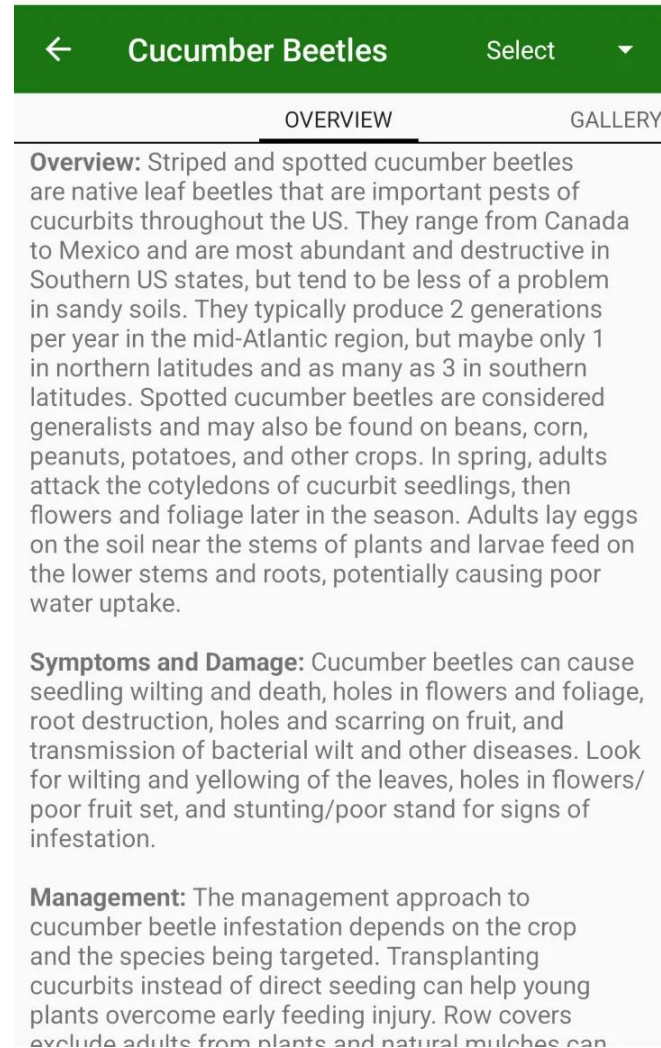 Cucumber Beetles Select
OVERVIEW GALLERY
Overview: Striped and spotted cucumber beetles
are native leaf beetles that are important pests of
cucurbits throughout the US. They range from Canada
to Mexico and are most abundant and destructive in
Southern US states, but tend to be less of a problem
in sandy soils. They typically produce 2 generations
per year in the mid-Atlantic region, but maybe only 1
in northern latitudes and as many as 3 in southern
latitudes. Spotted cucumber beetles are considered
generalists and may also be found on beans, corn,
peanuts, potatoes, and other crops. In spring, adults
attack the cotyledons of cucurbit seedlings, then
flowers and foliage later in the season. Adults lay eggs
on the soil near the stems of plants and larvae feed on
the lower stems and roots, potentially causing poor
water uptake.
Symptoms and Damage: Cucumber beetles can cause
seedling wilting and death, holes in flowers and foliage,
root destruction, holes and scarring on fruit, and
transmission of bacterial wilt and other diseases. Look
for wilting and yellowing of the leaves, holes in flowers/
poor fruit set, and stunting/poor stand for signs of
infestation.
Management: The management approach to
cucumber beetle infestation depends on the crop
and the species being targeted. Transplanting
cucurbits instead of direct seeding can help young
plants overcome early feeding injury. Row covers
exclude adults from plants and natural mulches can